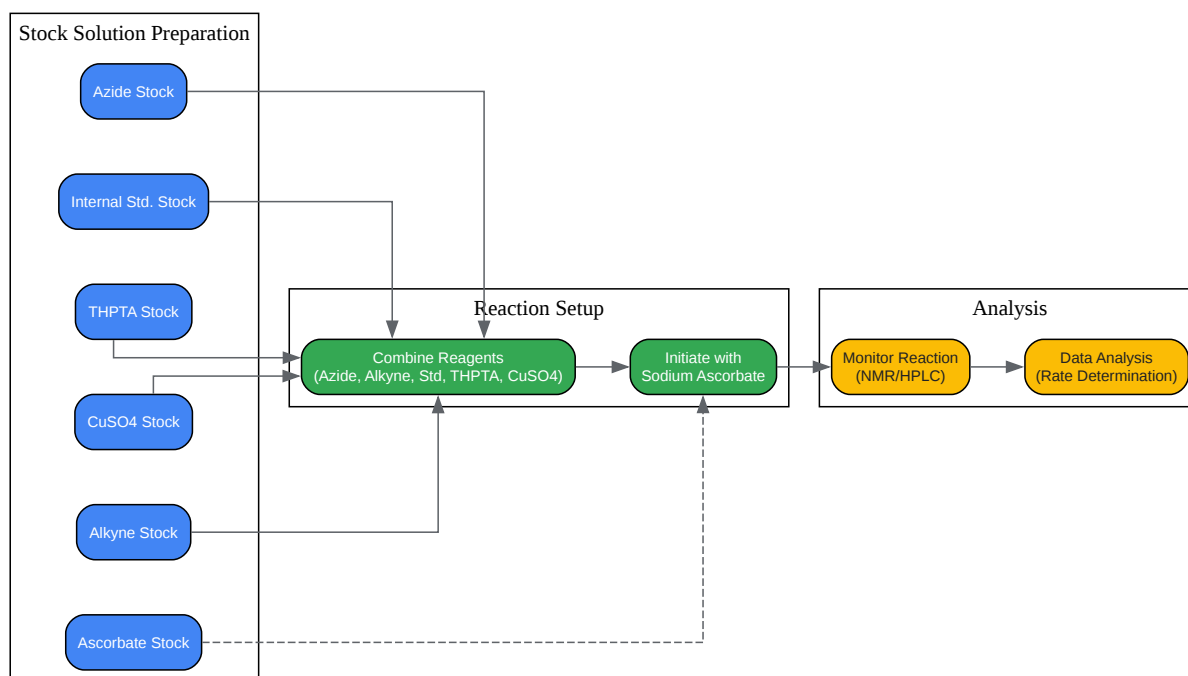 Stock Solution Preparation
Azide Stock
Internal Std. Stock
THPTA Stock
CuSO4 Stock
Alkyne Stock
Ascorbate Stock
Reaction Setup
Combine Reagents
(Azide, Alkyne, Std, THPTA, CuSO4)
Initiate with
Sodium Ascorbate
Analysis
Monitor Reaction
(NMR/HPLC)
Data Analysis
(Rate Determination)